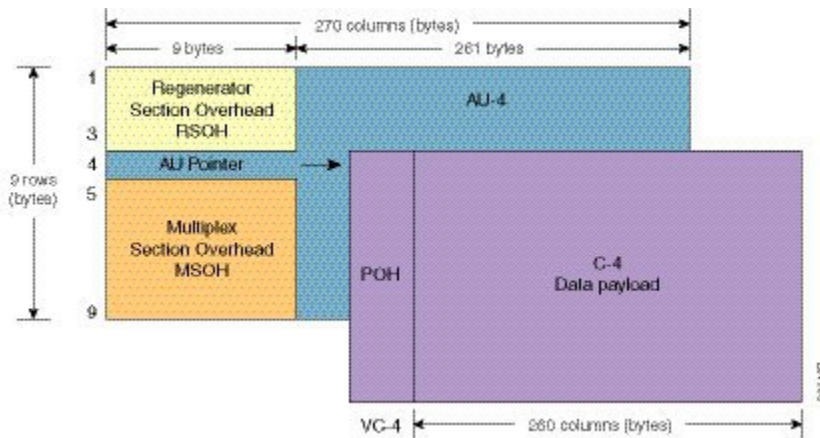 270 columns (bytes)
9 bytes
261 bytes
1
Regenerator
Section Overhead
RSOH
AU-4
3
4
AU Pointer
9 rows
(bytes)
5
Multiplex
Section Overhead
MSOH
POH
C-4
Data payload
9
VC-4
260 columns (bytes)